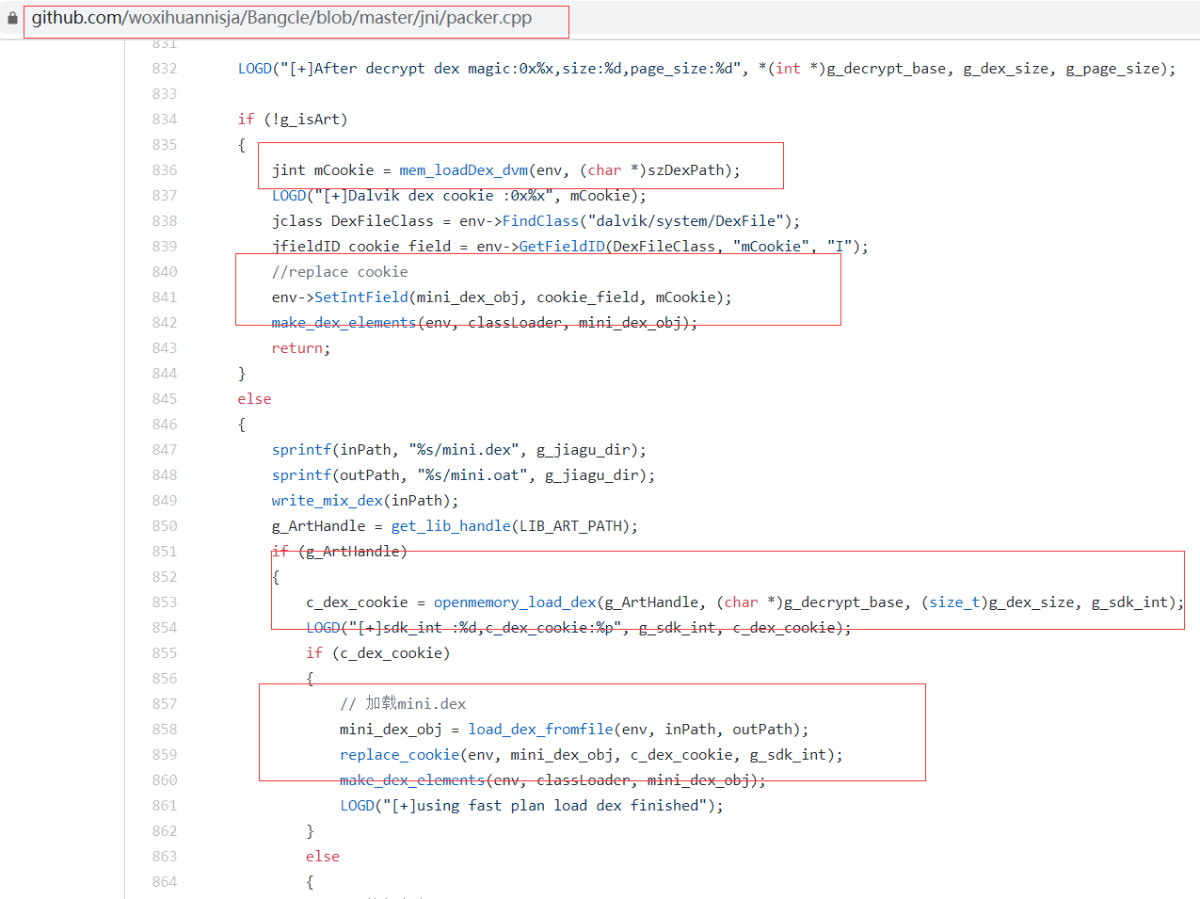 github.com/woxihuannisja/Bangcle/blob/master/jni/packer.cpp
831
832 LOGD("[+]After decrypt dex magic:0x%x,size:%d,page_size:%d", *(int *)g_decrypt_base, g_dex_size, g_page_size);
833
834 if (!g_isArt)
835 {
836 jint mCookie = mem_loadDex_dvm(env, (char *)szDexPath);
837 LOGD("[+]Dalvik dex cookie :0x%x", mCookie);
838 jclass DexFileClass = env->FindClass("dalvik/system/DexFile");
839 jfieldID cookie_field = env->GetFieldID(DexFileClass, "mCookie", "I");
840 //replace cookie
841 env->SetIntField(mini_dex_obj, cookie_field, mCookie);
842 make_dex_elements(env, classLoader, mini_dex_obj);
843 return;
844 }
845 else
846 {
847 sprintf(inPath, "%s/mini.dex", g_jiagu_dir);
848 sprintf(outPath, "%s/mini.oat", g_jiagu_dir);
849 write_mix_dex(inPath);
850 g_ArtHandle = get_lib_handle(LIB_ART_PATH);
851 if (g_ArtHandle)
852 {
853 c_dex_cookie = openmemory_load_dex(g_ArtHandle, (char *)g_decrypt_base, (size_t)g_dex_size, g_sdk_int);
854 LOGD("[+]sdk_int :%d,c_dex_cookie:%p", g_sdk_int, c_dex_cookie);
855 if (c_dex_cookie)
856 {
857 // 加载mini.dex
858 mini_dex_obj = load_dex_fromfile(env, inPath, outPath);
859 replace_cookie(env, mini_dex_obj, c_dex_cookie, g_sdk_int);
860 make_dex_elements(env, classLoader, mini_dex_obj);
861 LOGD("[+]using fast plan load dex finished");
862 }
863 else
864 {